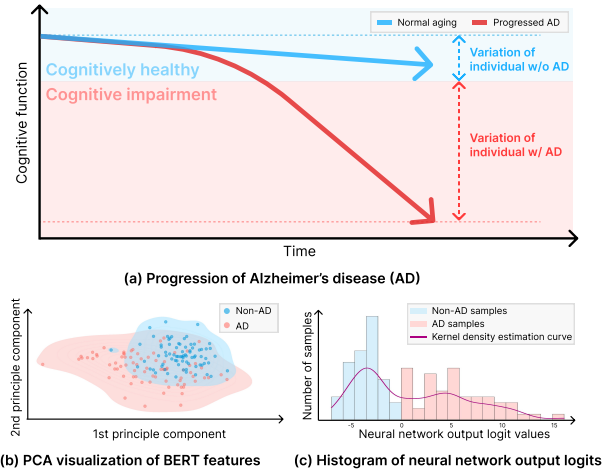 Normal aging
Progressed AD
Variation of
individual w/o AD
Cognitively healthy
Cognitive impairment
Variation of
individual w/ AD
Cognitive function
Time
(a) Progression of Alzheimer's disease (AD)
Non-AD
AD
2nd principle component
1st principle component
(b) PCA visualization of BERT features
Non-AD samples
AD samples
Kernel density estimation curve
Number of samples
-5 0 5 10 15
Neural network output logit values
(c) Histogram of neural network output logits